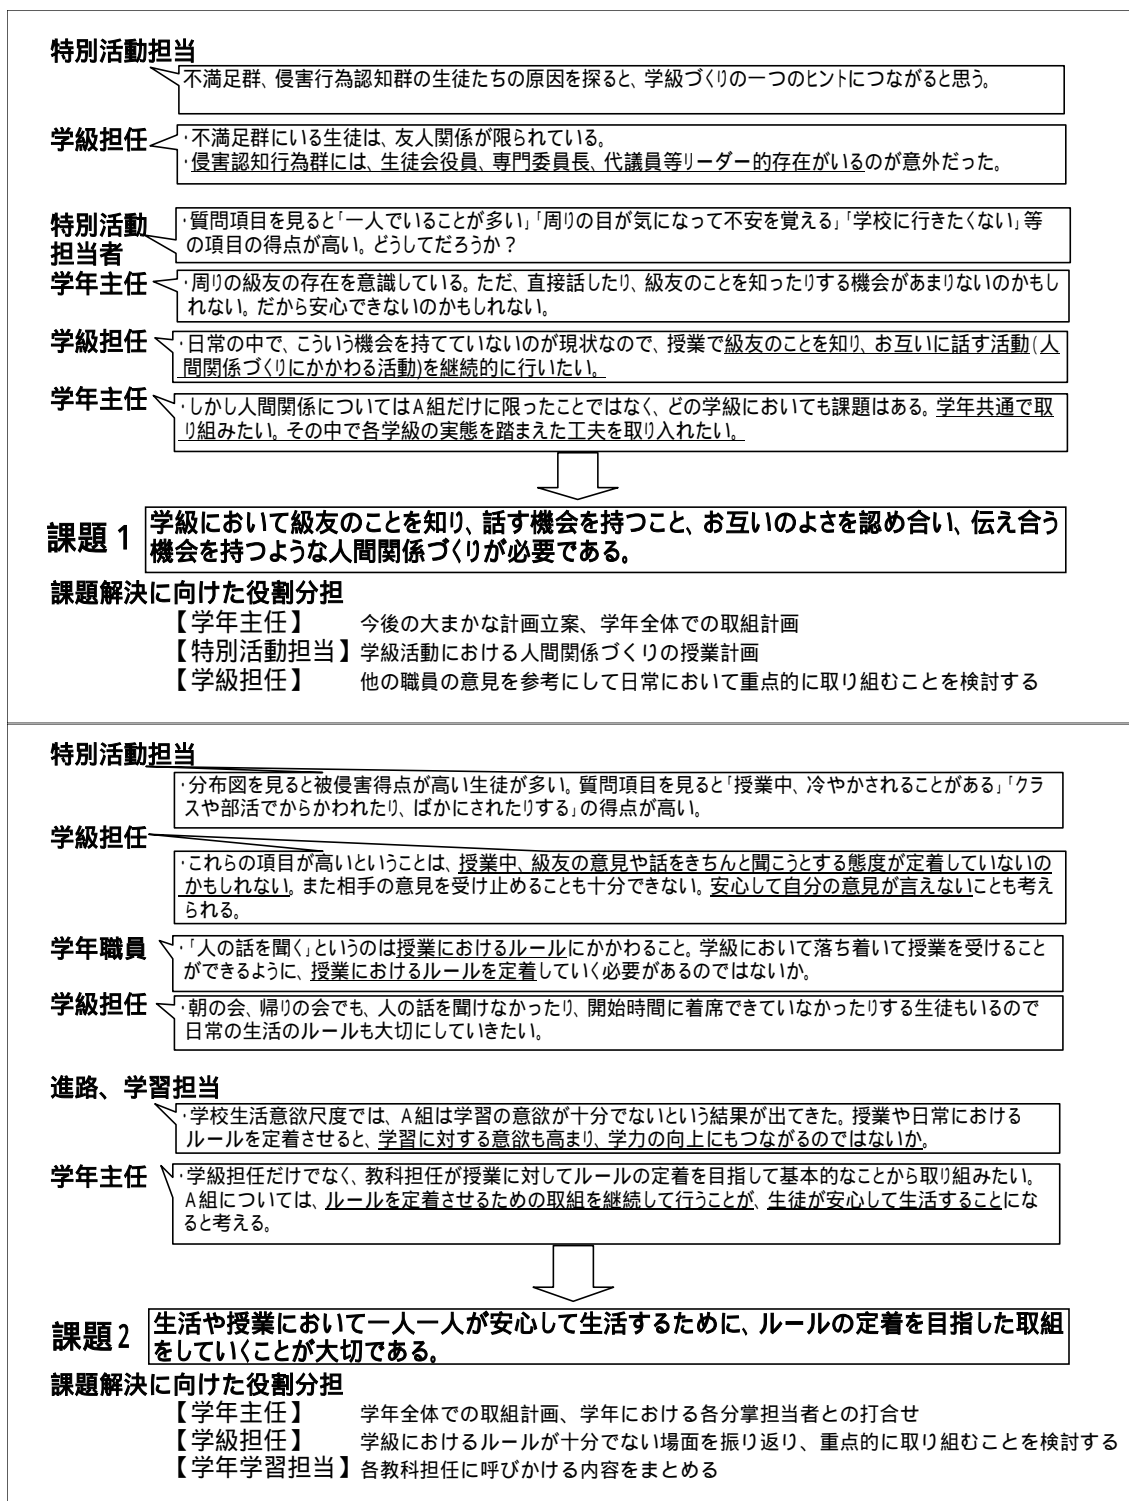 特別活動担当
不満足群、侵害行為認知群の生徒たちの原因を探ると、学級づくりの一つのヒントにつながると思う。
学級担任
・不満足群にいる生徒は、友人関係が限られている。
・侵害認知行為群には、生徒会役員、専門委員長、代議員等リーダー的存在がいるのが意外だった。
特別活動
担当者
・質問項目を見ると「一人でいることが多い」「周りの目が気になって不安を覚える」「学校に行きたくない」等
の項目の得点が高い。どうしてだろうか？
学年主任
・周りの級友の存在を意識している。ただ、直接話したり、級友のことを知ったりする機会があまりないのかもし
れない。だから安心できないのかもしれない。
学級担任
・日常の中で、こういう機会を持てていないのが現状なので、授業で級友のことを知り、お互いに話す活動(人
間関係づくりにかかわる活動)を継続的に行いたい。
学年主任
・しかし人間関係についてはA組だけに限ったことではなく、どの学級においても課題はある。学年共通で取
り組みたい。その中で各学級の実態を踏まえた工夫を取り入れたい。
課題1
学級において級友のことを知り、話す機会を持つこと、お互いのよさを認め合い、伝え合う
機会を持つような人間関係づくりが必要である。
課題解決に向けた役割分担
【学年主任】 今後の大まかな計画立案、学年全体での取組計画
【特別活動担当】 学級活動における人間関係づくりの授業計画
【学級担任】 他の職員の意見を参考にして日常において重点的に取り組むことを検討する
特別活動担当
・分布図を見ると被侵害得点が高い生徒が多い。質問項目を見ると「授業中、冷やかされることがある」「クラ
スや部活でからかわれたり、ばかにされたりする」の得点が高い。
学級担任
・これらの項目が高いということは、授業中、級友の意見や話をきちんと聞こうとする態度が定着していないの
かもしれない。また相手の意見を受け止めることも十分できない。安心して自分の意見が言えないことも考え
られる。
学年職員
・「人の話を聞く」というのは授業におけるルールにかかわること。学級において落ち着いて授業を受けること
ができるように、授業におけるルールを定着していく必要があるのではないか。
学級担任
・朝の会、帰りの会でも、人の話を聞けなかったり、開始時間に着席できていなかったりする生徒もいるので
日常の生活のルールも大切にしていきたい。
進路、学習担当
・学校生活意欲尺度では、A組は学習の意欲が十分でないという結果が出てきた。授業や日常における
ルールを定着させると、学習に対する意欲も高まり、学力の向上にもつながるのではないか。
学年主任
・学級担任だけでなく、教科担任が授業に対してルールの定着を目指して基本的なことから取り組みたい。
A組については、ルールを定着させるための取組を継続して行うことが、生徒が安心して生活することにな
ると考える。
課題2
生活や授業において一人一人が安心して生活するために、ルールの定着を目指した取組
をしていくことが大切である。
課題解決に向けた役割分担
【学年主任】 学年全体での取組計画、学年における各分掌担当者との打合せ
【学級担任】 学級におけるルールが十分でない場面を振り返り、重点的に取り組むことを検討する
【学年学習担当】 各教科担任に呼びかける内容をまとめる